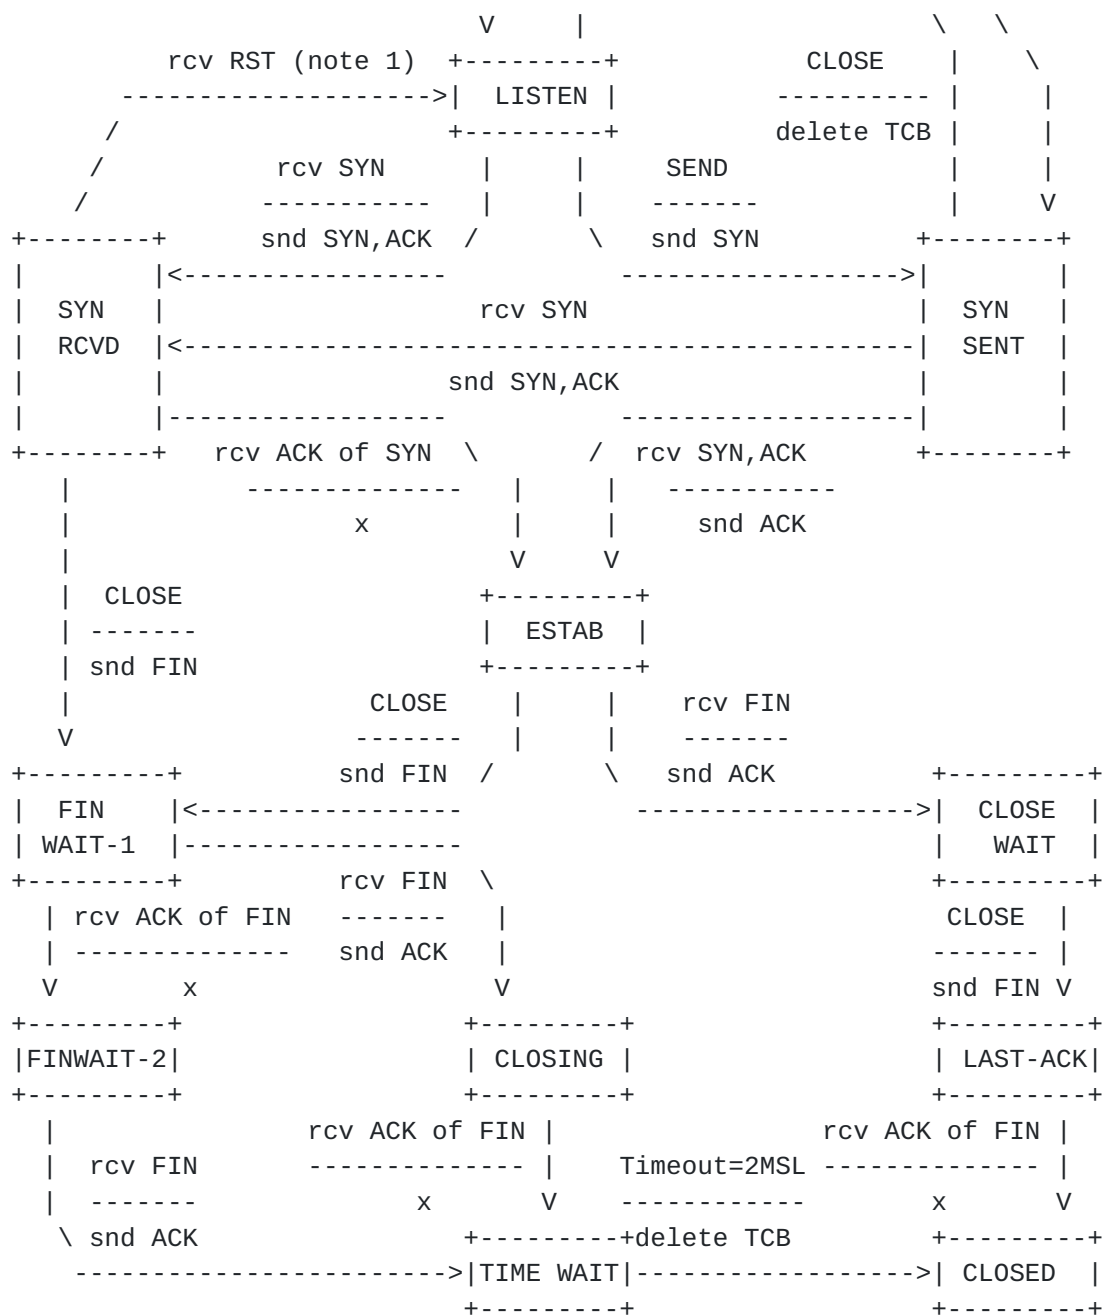 V     |                      \   \
          rcv RST (note 1)  +---------+            CLOSE    |    \
       -------------------->|  LISTEN |          ---------- |     |
      /                     +---------+          delete TCB |     |
     /           rcv SYN      |     |     SEND              |     |
    /           -----------   |     |    -------            |     V
+--------+      snd SYN,ACK  /       \   snd SYN          +--------+
|        |<-----------------           ------------------>|        |
|  SYN   |                    rcv SYN                     |  SYN   |
|  RCVD  |<-----------------------------------------------|  SENT  |
|        |                  snd SYN,ACK                   |        |
|        |------------------           -------------------|        |
+--------+   rcv ACK of SYN  \       /  rcv SYN,ACK       +--------+
   |           --------------   |     |   -----------
   |                  x         |     |     snd ACK
   |                            V     V
   |  CLOSE                   +---------+
   | -------                  |  ESTAB  |
   | snd FIN                  +---------+
   |                   CLOSE    |     |    rcv FIN
   V                  -------   |     |    -------
+---------+          snd FIN  /       \   snd ACK          +---------+
|  FIN    |<-----------------           ------------------>|  CLOSE  |
| WAIT-1  |------------------                              |   WAIT  |
+---------+          rcv FIN  \                            +---------+
  | rcv ACK of FIN   -------   |                            CLOSE  |
  | --------------   snd ACK   |                           ------- |
  V        x                   V                           snd FIN V
+---------+                  +---------+                   +---------+
|FINWAIT-2|                  | CLOSING |                   | LAST-ACK|
+---------+                  +---------+                   +---------+
  |                rcv ACK of FIN |                 rcv ACK of FIN |
  |  rcv FIN       -------------- |    Timeout=2MSL -------------- |
  |  -------              x       V    ------------        x       V
   \ snd ACK                 +---------+delete TCB         +---------+
    ------------------------>|TIME WAIT|------------------>| CLOSED  |
                             +---------+                   +---------+